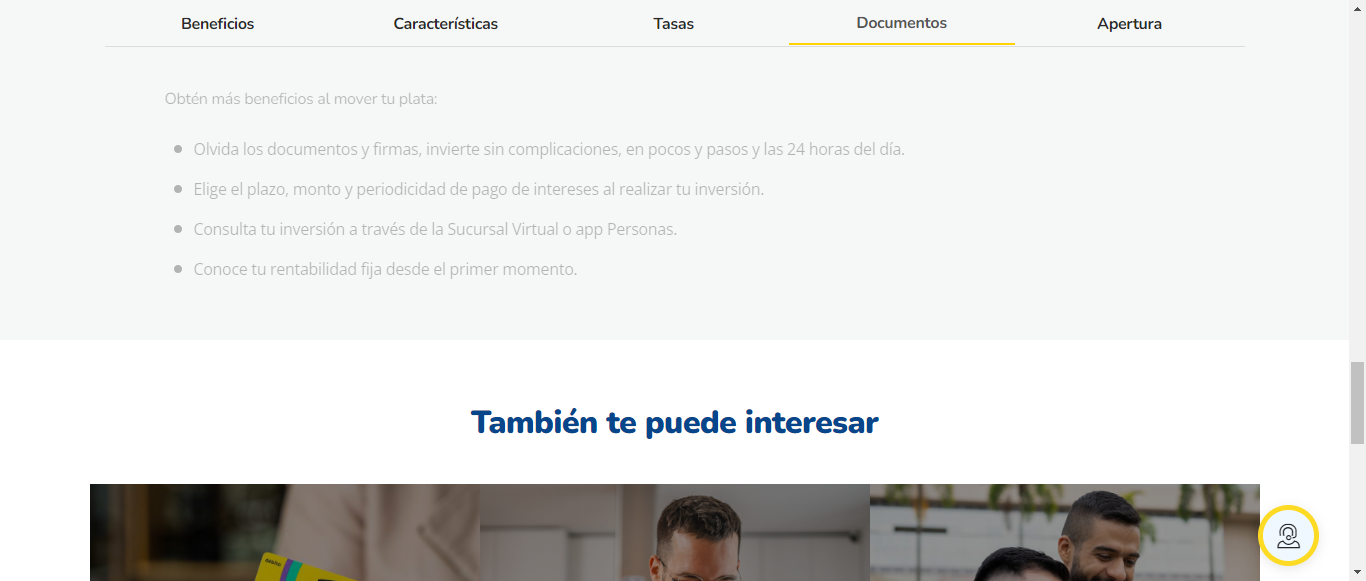 Beneficios
Características
Tasas
Documentos
Apertura
Obtén más beneficios al mover tu plata:
Olvida los documentos y firmas, invierte sin complicaciones, en pocos y pasos y las 24 horas del día.
Elige el plazo, monto y periodicidad de pago de intereses al realizar tu inversión.
Consulta tu inversión a través de la Sucursal Virtual o app Personas.
Conoce tu rentabilidad fija desde el primer momento.
También te puede interesar